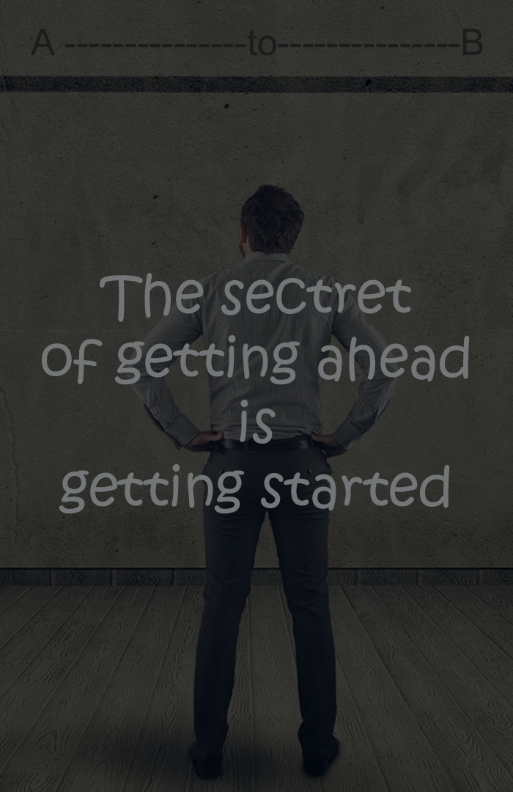 A ---------------to---------------B
The sectret
of getting ahead
is
getting started